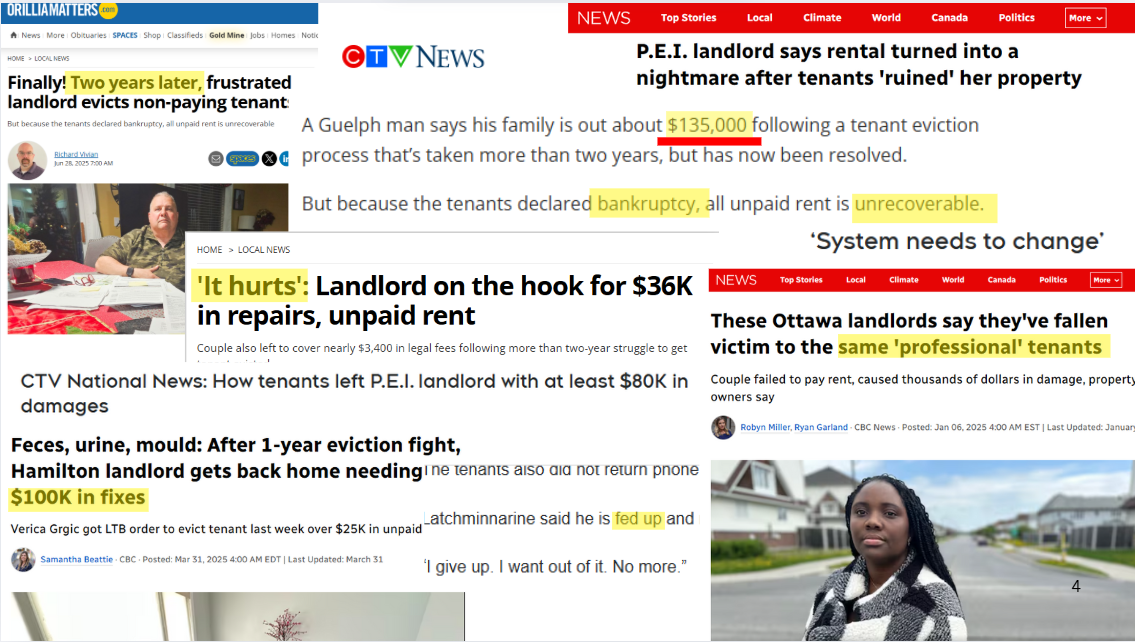 ORILLIAMATTERS .com
News More Obituaries SPACES Shop Classifieds Gold Mine Jobs Homes
HOME > LOCAL NEWS
Finally! Two years later, frustrated
landlord evicts non-paying tenants
But because the tenants declared bankruptcy, all unpaid rent is unrecoverable
Richard Vivian
Jun 28, 2025 7:00 AM
spaces
X
in
CTV NEWS
NEWS Top Stories Local Climate World Canada Politics More
P.E.I. landlord says rental turned into a
nightmare after tenants 'ruined' her property
A Guelph man says his family is out about $135,000 following a tenant eviction
process that's taken more than two years, but has now been resolved.
But because the tenants declared bankruptcy, all unpaid rent is unrecoverable.
'System needs to change'
HOME > LOCAL NEWS
'It hurts': Landlord on the hook for $36K
in repairs, unpaid rent
Couple also left to cover nearly $3,400 in legal fees following more than two-year struggle to get
CTV National News: How tenants left P.E.I. landlord with at least $80K in
damages
Feces, urine, mould: After 1-year eviction fight,
Hamilton landlord gets back home needing
$100K in fixes
Verica Grgic got LTB order to evict tenant last week over $25K in unpaid
Samantha Beattie · CBC · Posted: Mar 31, 2025 4:00 AM EDT | Last Updated: March 31
The tenants also did not return phone
Latchminnarine said he is fed up and
"I give up. I want out of it. No more."
NEWS Top Stories Local Climate World Canada Politics More
These Ottawa landlords say they've fallen
victim to the same 'professional' tenants
Couple failed to pay rent, caused thousands of dollars in damage, property
owners say
Robyn Miller, Ryan Garland · CBC News · Posted: Jan 06, 2025 4:00 AM EST | Last Updated: January
4